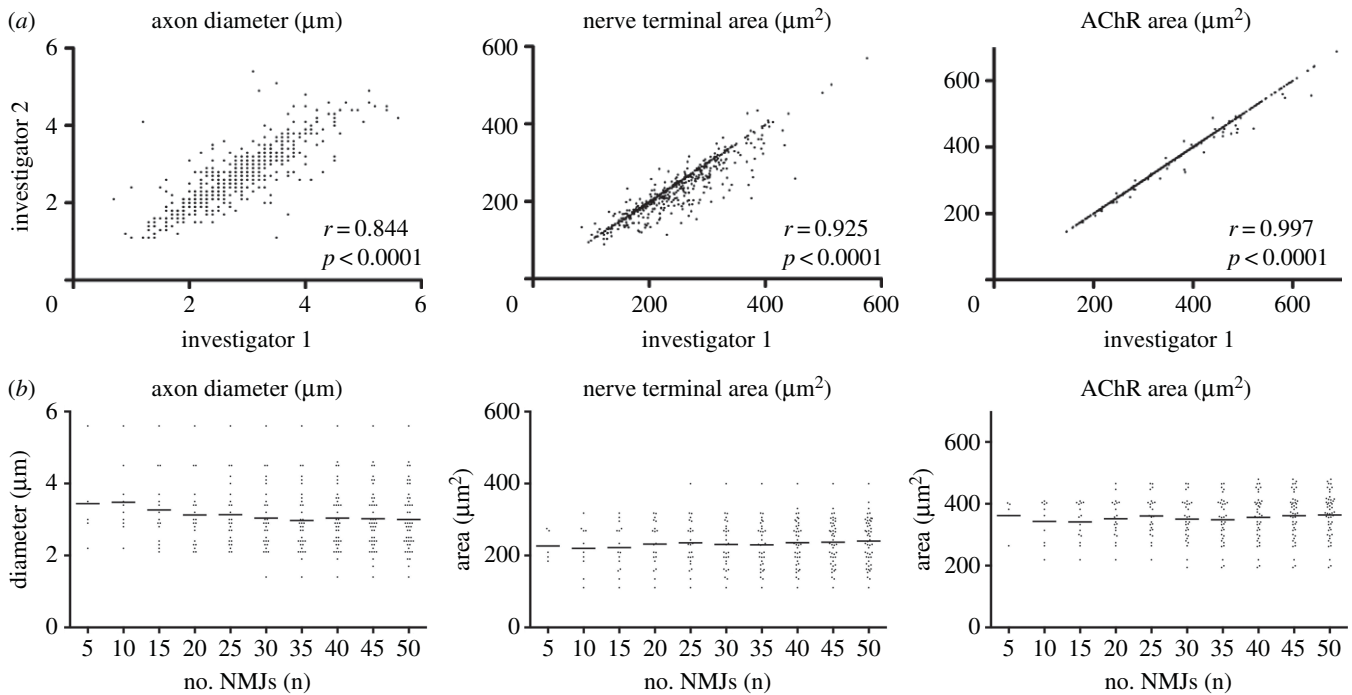 (a) axon diameter (μm) nerve terminal area (μm²) AChR area (μm²)
6 600
600
4 400
400
2 200
200
investigator 2
r = 0.844 r = 0.925 r = 0.997
p < 0.0001 p < 0.0001 p < 0.0001
0 2 4 6 0 200 400 600 0 200 400 600
investigator 1 investigator 1 investigator 1
(b) axon diameter (μm) nerve terminal area (μm²) AChR area (μm²)
6 600
600
4 400
400
2 200
200
0 0 0
diameter (μm) area (μm²) area (μm²)
5 10 15 20 25 30 35 40 45 50 5 10 15 20 25 30 35 40 45 50 5 10 15 20 25 30 35 40 45 50
no. NMJs (n) no. NMJs (n) no. NMJs (n)